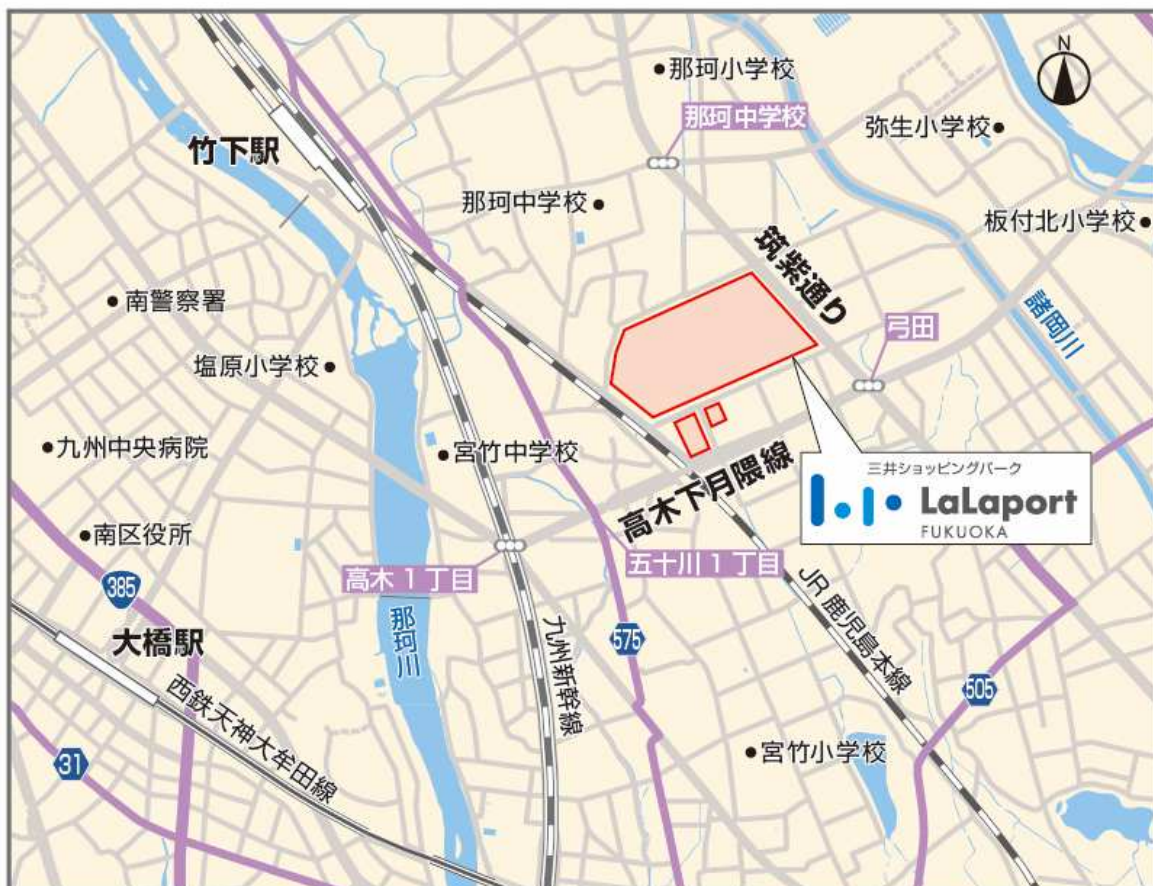 N
那珂小学校
那珂中学校
弥生小学校
竹下駅
那珂中学校
板付北小学校
筑紫通り
南警察署
弓田
諸岡川
塩原小学校
九州中央病院
宮竹中学校
三井ショッピングパーク
LaLaport
FUKUOKA
高木下月隈線
南区役所
高木1丁目
五十川1丁目
385
那珂川
九州新幹線
575
JR鹿児島本線
大橋駅
505
西鉄天神大牟田線
31
宮竹小学校